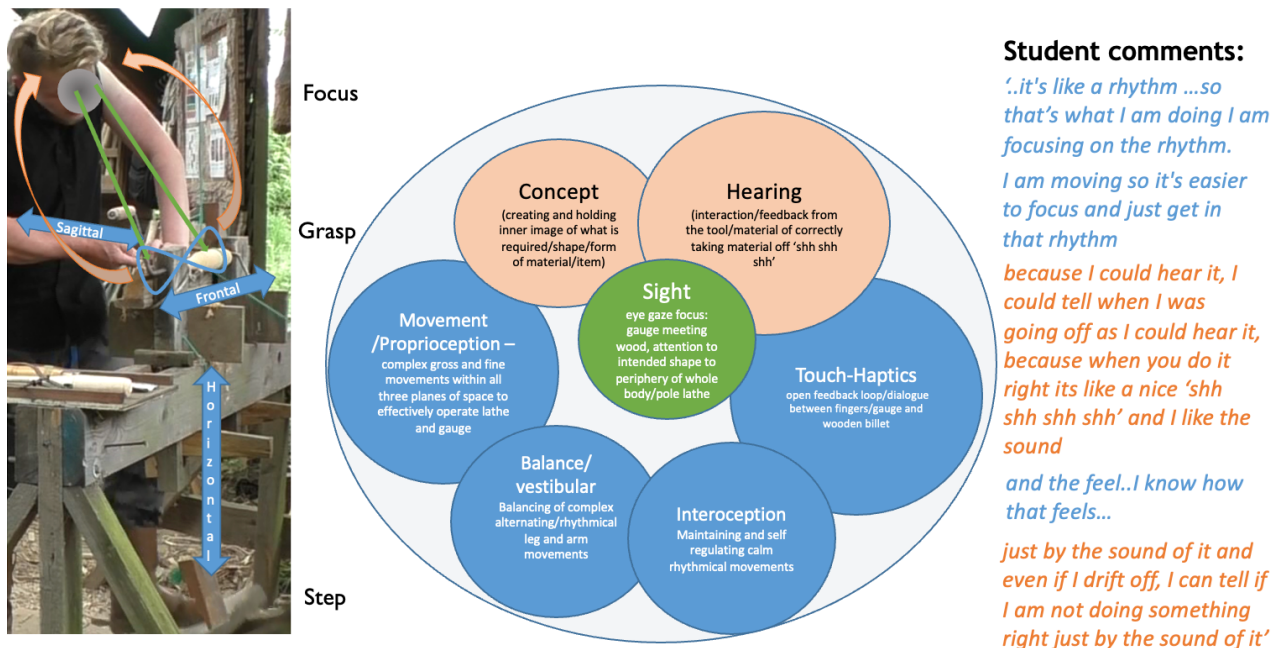 Sagittal
Frontal
Horizontal
Focus
Grasp
Step
Concept
(creating and holding
inner image of what is
required/shape/form
of material/item)
Hearing
(interaction/feedback from
the tool/material of correctly
taking material off ‘shh shh
shh’
Sight
eye gaze focus:
gauge meeting
wood, attention to
intended shape to
periphery of whole
body/pole lathe
Movement
/Proprioception –
complex gross and fine
movements within all
three planes of space to
effectively operate lathe
and gauge
Touch-Haptics
open feedback loop/dialogue
between fingers/gauge and
wooden billet
Balance/
vestibular
Balancing of complex
alternating/rhythmical
leg and arm
movements
Interoception
Maintaining and self
regulating calm
rhythmical movements
Student comments:
‘..it's like a rhythm …so
that’s what I am doing I am
focusing on the rhythm.
I am moving so it's easier
to focus and just get in
that rhythm
because I could hear it, I
could tell when I was
going off as I could hear it,
because when you do it
right its like a nice ‘shh
shh shh shh’ and I like the
sound
and the feel..I know how
that feels…
just by the sound of it and
even if I drift off, I can tell if
I am not doing something
right just by the sound of it’